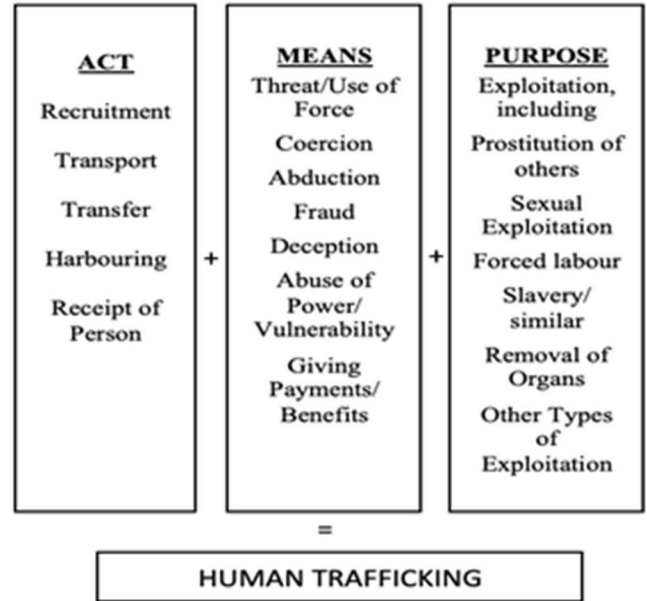 ACT
Recruitment
Transport
Transfer
Harbouring
Receipt of
Person
+
MEANS
Threat/Use of
Force
Coercion
Abduction
Fraud
Deception
Abuse of
Power/
Vulnerability
Giving
Payments/
Benefits
+
PURPOSE
Exploitation,
including
Prostitution of
others
Sexual
Exploitation
Forced labour
Slavery/
similar
Removal of
Organs
Other Types
of
Exploitation
=
HUMAN TRAFFICKING